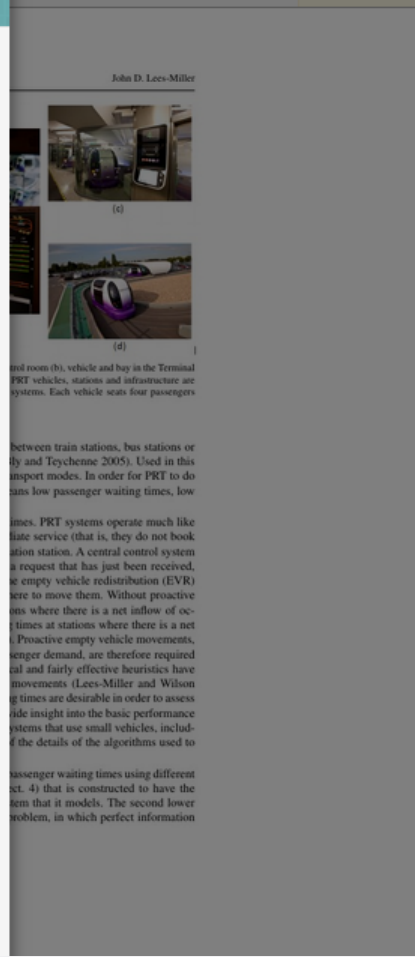 John D. Lees-Miller
(c)
(d)
trol room (b), vehicle and bay in the Terminal
PRT vehicles, stations and infrastructure are
systems. Each vehicle seats four passengers
between train stations, bus stations or
ly and Teychenne 2005). Used in this
ansport modes. In order for PRT to do
eans low passenger waiting times, low
imes. PRT systems operate much like
liate service (that is, they do not book
ation station. A central control system
a request that has just been received,
e empty vehicle redistribution (EVR)
here to move them. Without proactive
ons where there is a net inflow of oc-
times at stations where there is a net
. Proactive empty vehicle movements,
senger demand, are therefore required
cal and fairly effective heuristics have
movements (Lees-Miller and Wilson
ng times are desirable in order to assess
vide insight into the basic performance
ystems that use small vehicles, includ-
f the details of the algorithms used to
passenger waiting times using different
ect. 4) that is constructed to have the
tem that it models. The second lower
problem, in which perfect information